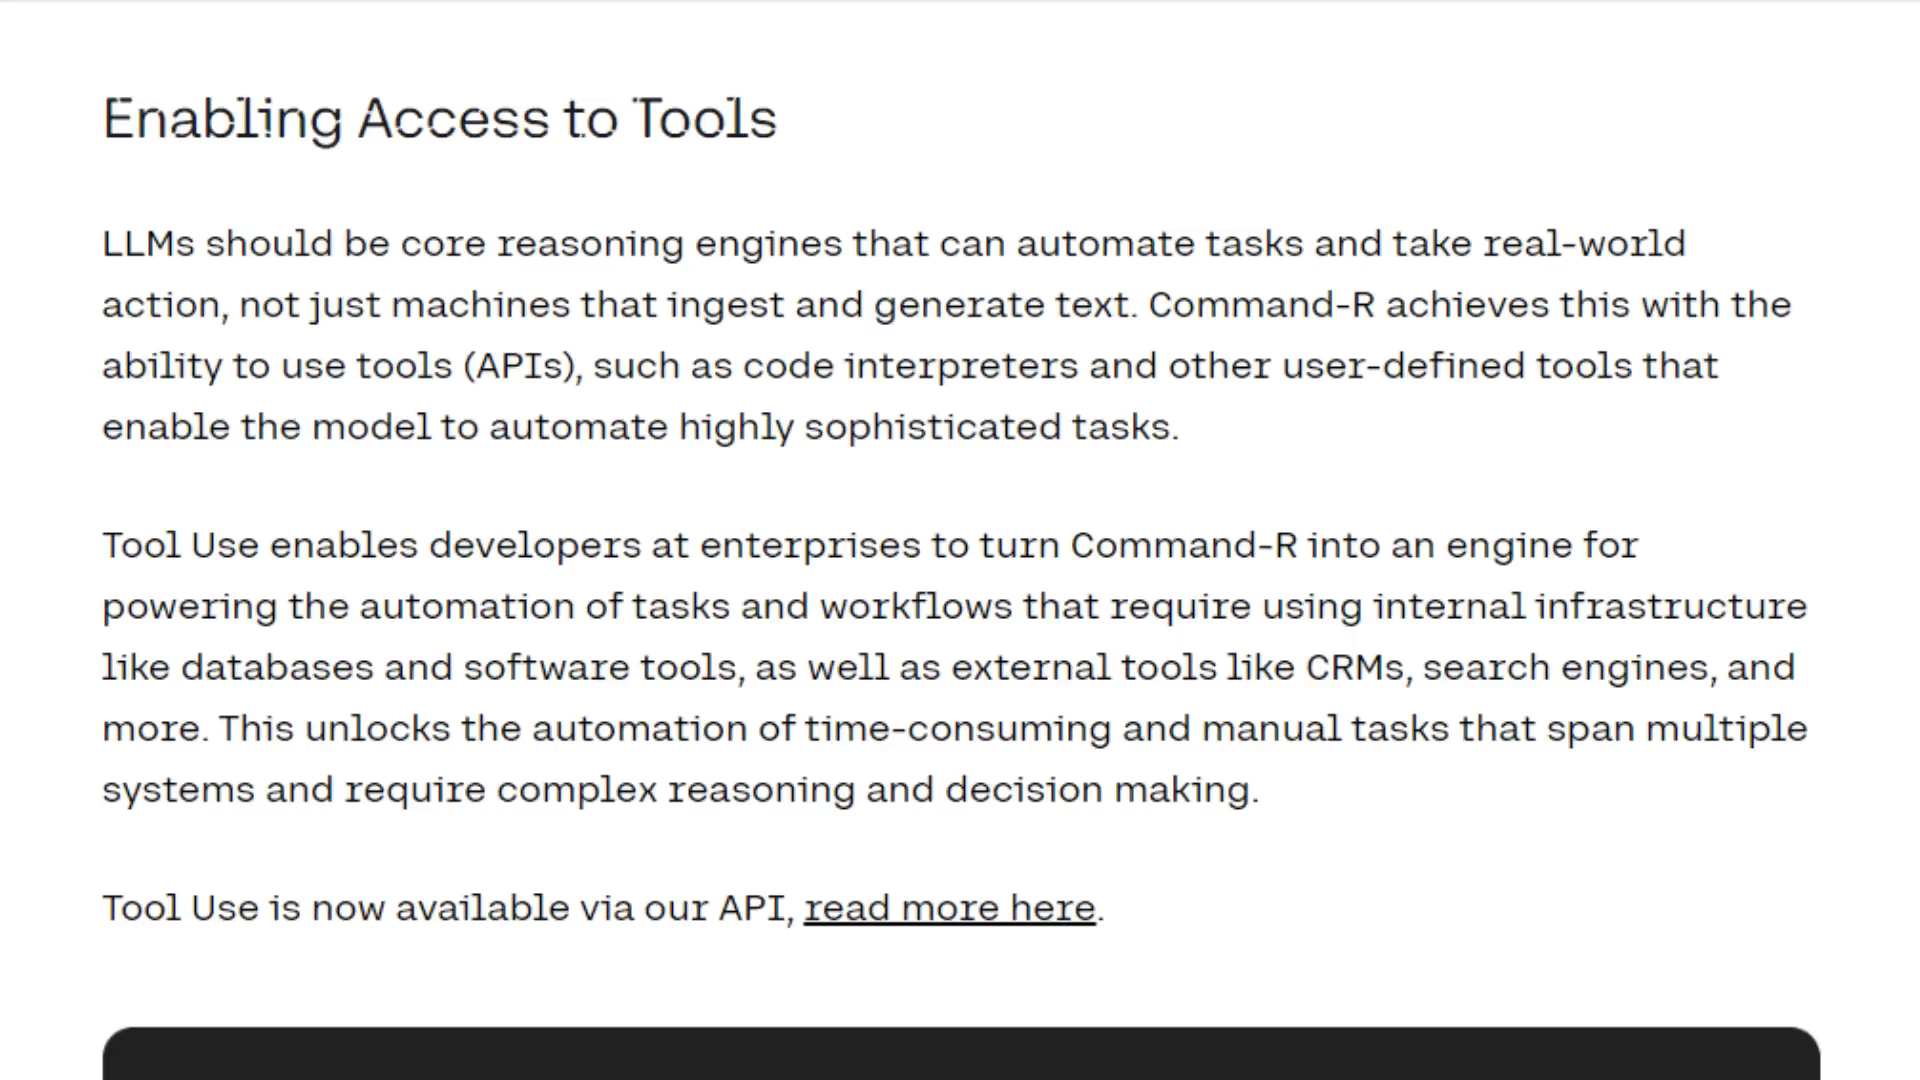 Enabling Access to Tools
LLMs should be core reasoning engines that can automate tasks and take real-world
action, not just machines that ingest and generate text. Command-R achieves this with the
ability to use tools (APIs), such as code interpreters and other user-defined tools that
enable the model to automate highly sophisticated tasks.
Tool Use enables developers at enterprises to turn Command-R into an engine for
powering the automation of tasks and workflows that require using internal infrastructure
like databases and software tools, as well as external tools like CRMs, search engines, and
more. This unlocks the automation of time-consuming and manual tasks that span multiple
systems and require complex reasoning and decision making.
Tool Use is now available via our API, read more here.